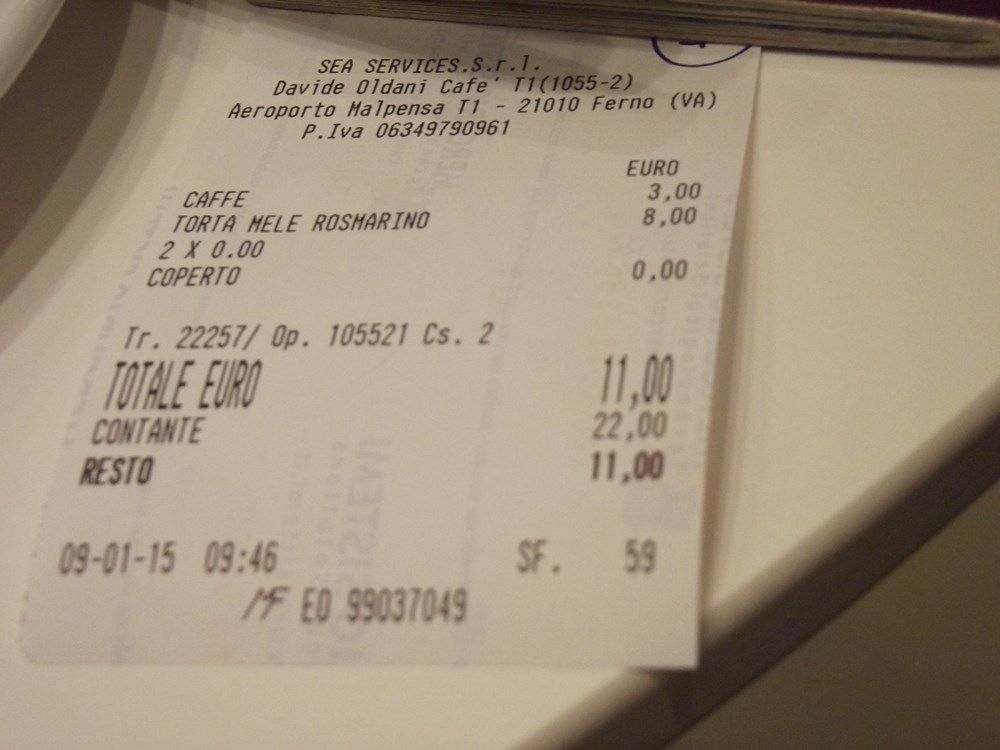 SEA SERVICES.S.r.l.
Davide Oldani Cafe' T1(1055-2)
Aeroporto Malpensa T1 - 21010 Ferno (VA)
P.Iva 06349790961
EURO
CAFFE 3,00
TORTA MELE ROSMARINO 8,00
2 X 0.00
COPERTO 0,00
Tr. 22257/ Op. 105521 Cs. 2
TOTALE EURO 11,00
CONTANTE 22,00
RESTO 11,00
09-01-15 09:46 SF. 59
MF EO 99037049